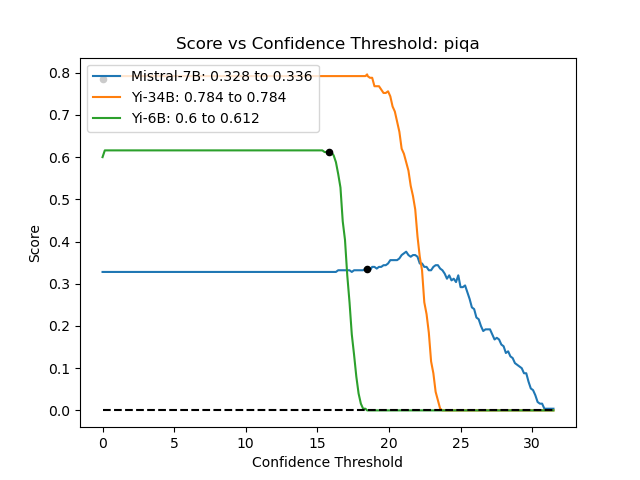 Score vs Confidence Threshold: piqa
Mistral-7B: 0.328 to 0.336
Yi-34B: 0.784 to 0.784
Yi-6B: 0.6 to 0.612
0.8
0.7
0.6
0.5
0.4
0.3
0.2
0.1
0.0
Score
0 5 10 15 20 25 30
Confidence Threshold